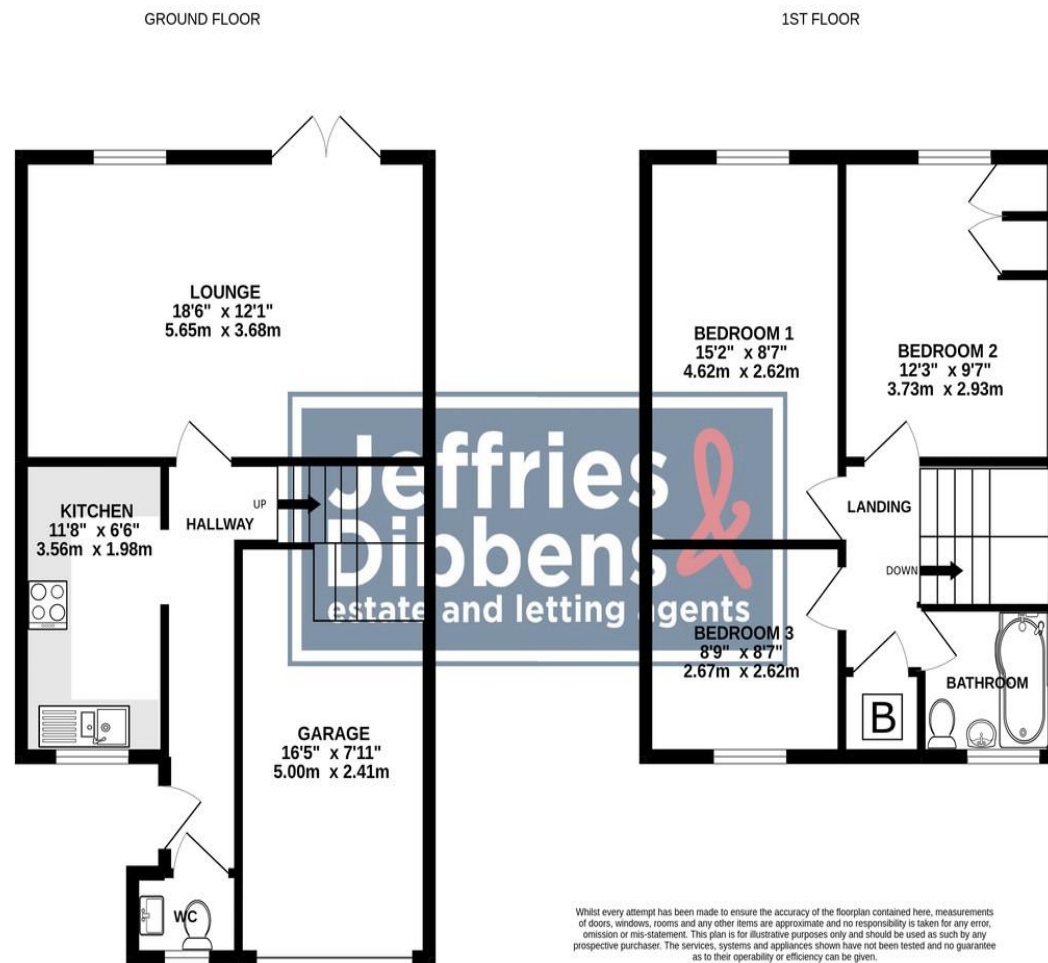 GROUND FLOOR
1ST FLOOR
LOUNGE
18'6" x 12'1"
5.65m x 3.68m
BEDROOM 1
15'2" x 8'7"
4.62m x 2.62m
BEDROOM 2
12'3" x 9'7"
3.73m x 2.93m
KITCHEN
11'8" x 6'6"
3.56m x 1.98m
UP
HALLWAY
LANDING
DOWN
Jeffries &
Dibbens
estate and letting agents
BEDROOM 3
8'9" x 8'7"
2.67m x 2.62m
BATHROOM
B
GARAGE
16'5" x 7'11"
5.00m x 2.41m
WC
Whilst every attempt has been made to ensure the accuracy of the floorplan contained here, measurements
of doors, windows, rooms and any other items are approximate and no responsibility is taken for any error,
omission or mis-statement. This plan is for illustrative purposes only and should be used as such by any
prospective purchaser. The services, systems and appliances shown have not been tested and no guarantee
as to their operability or efficiency can be given.